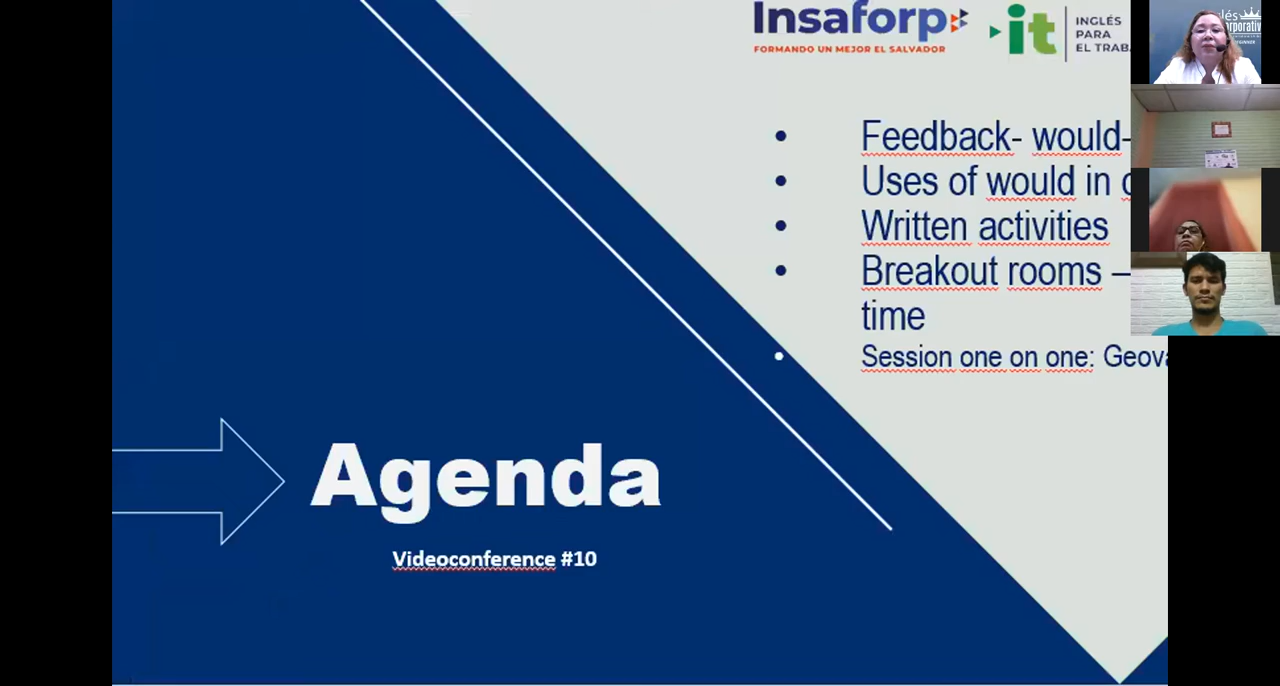 Insaforp
FORMANDO UN MEJOR EL SALVADOR
it
INGLÉS
PARA
EL TRAB
Feedback- would-
Uses of would in
Written activities
Breakout rooms –
time
Session one on one: Geova
Agenda
Videoconference #10